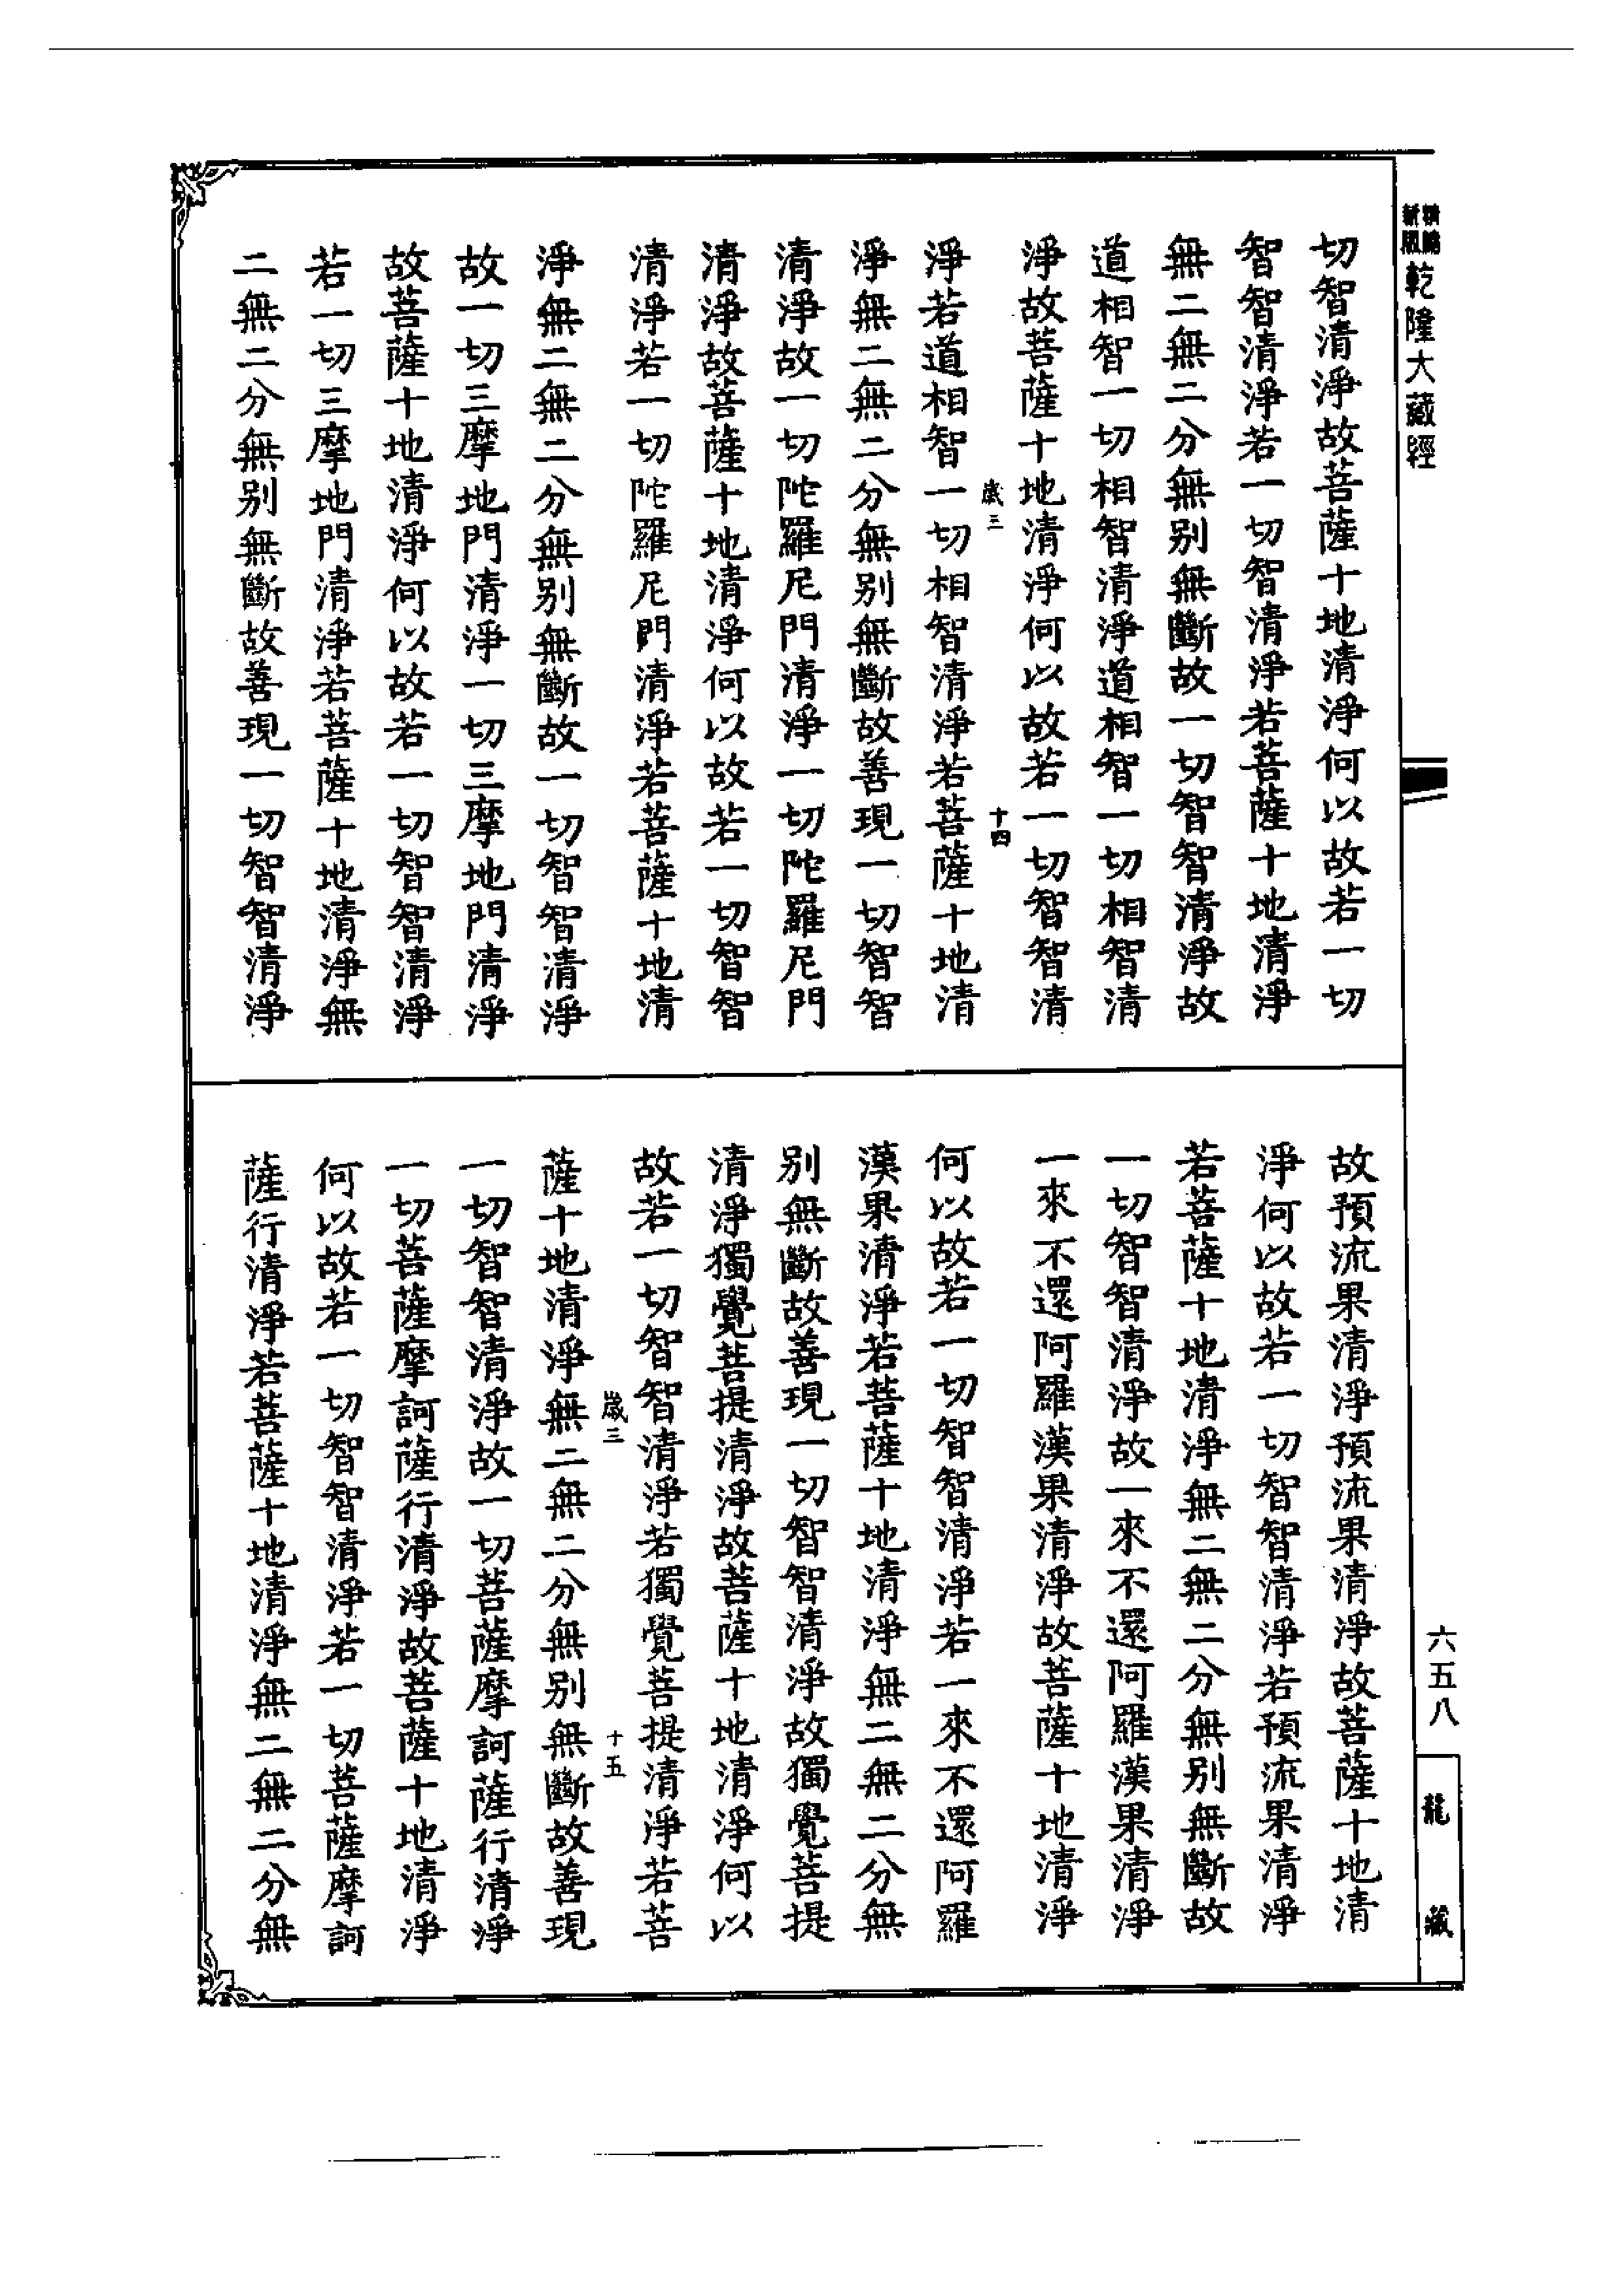 新編
新版
乾隆大藏經
切智清淨故菩薩十地清淨何以故若一切
智智清淨若一切智清淨若菩薩十地清淨
無二無二分無別無斷故一切智智清淨故
道相智一切相智清淨道相智一切相智清
淨故菩薩十地清淨何以故若一切智智清
歲三
十四
淨若道相智一切相智清淨若菩薩十地清
淨無二無二分無別無斷故善現一切智智
清淨故一切陀羅尼門清淨一切陀羅尼門
清淨故菩薩十地清淨何以故若一切智智
清淨若一切陀羅尼門清淨若菩薩十地清
淨無二無二分無別無斷故一切智智清淨
故一切三摩地門清淨一切三摩地門清淨
故菩薩十地清淨何以故若一切智智清淨
若一切三摩地門清淨若菩薩十地清淨無
二無二分無別無斷故善現一切智智清淨
故預流果清淨預流果清淨故菩薩十地清
淨何以故若一切智智清淨若預流果清淨
若菩薩十地清淨無二無二分無別無斷故
一切智智清淨故一來不還阿羅漢果清淨
一來不還阿羅漢果清淨故菩薩十地清淨
何以故若一切智智清淨若一來不還阿羅
漢果清淨若菩薩十地清淨無二無二分無
別無斷故善現一切智智清淨故獨覺菩提
清淨獨覺菩提清淨故菩薩十地清淨何以
故若一切智智清淨若獨覺菩提清淨若菩
歲三
十五
薩十地清淨無二無二分無別無斷故善現
一切智智清淨故一切菩薩摩訶薩行清淨
一切菩薩摩訶薩行清淨故菩薩十地清淨
何以故若一切智智清淨若一切菩薩摩訶
薩行清淨若菩薩十地清淨無二無二分無
六五八
龍藏